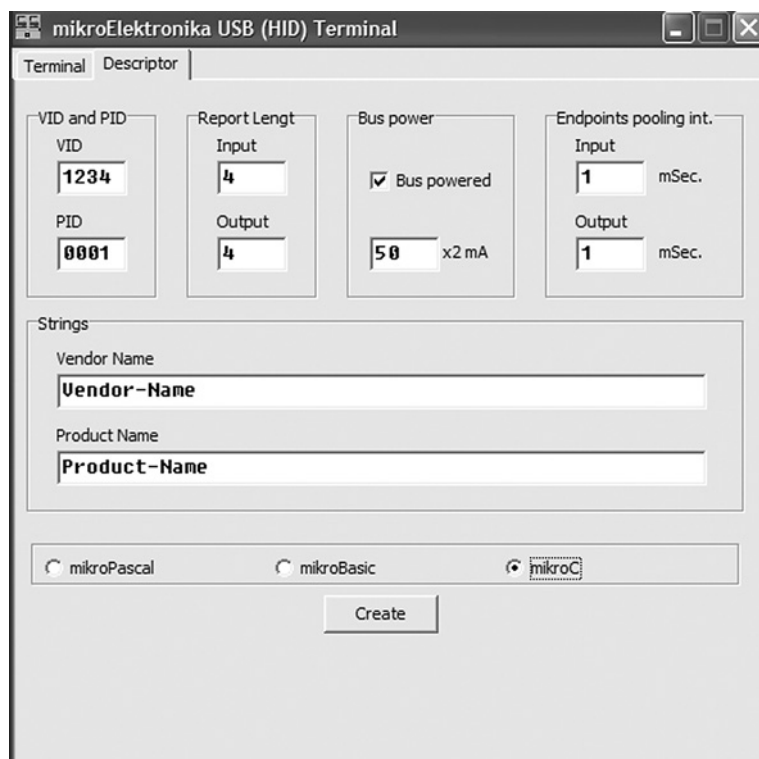 mikroElektronika USB (HID) Terminal
Terminal Descriptor
VID and PID Report Lengt Bus power Endpoints pooling int.
VID Input Input
1234 4 Bus powered 1 mSec.
PID Output Output
0001 4 50 x2 mA 1 mSec.
Strings
Vendor Name
Vendor-Name
Product Name
Product-Name
mikroPascal mikroBasic mikroC
Create